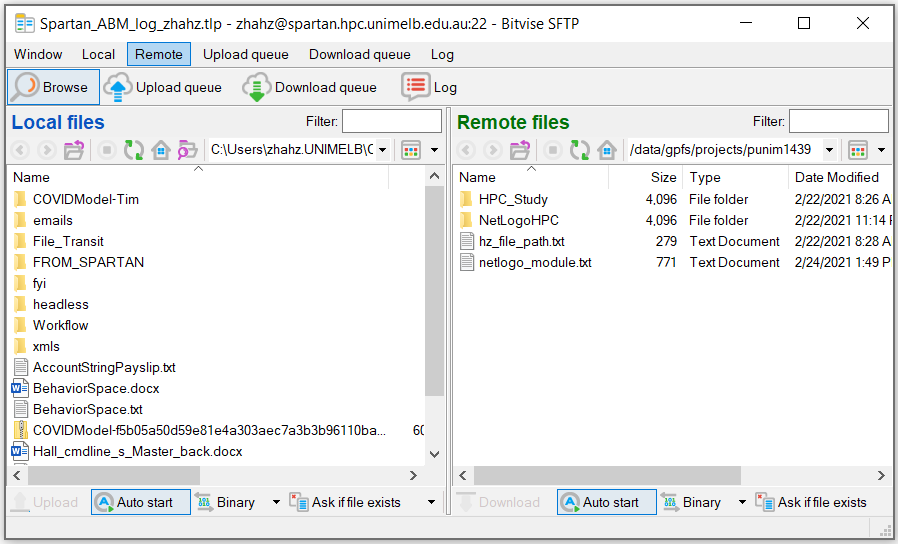 Spartan_ABM_log_zhahz.tlp - zhahz@spartan.hpc.unimelb.edu.au:22 - Bitvise SFTP
Window Local Remote Upload queue Download queue Log
Browse Upload queue Download queue Log
Local files Filter:
C:\Users\zhahz.UNIMELB\
Name
COVIDModel-Tim
emails
File_Transit
FROM_SPARTAN
fyi
headless
Workflow
xmls
AccountStringPayslip.txt
BehaviorSpace.docx
BehaviorSpace.txt
COVIDModel-f5b05a50d59e81e4a303aec7a3b3b96110ba... 60
Hall_cmdline_s_Master_back.docx
Upload Auto start Binary Ask if file exists
Remote files Filter:
/data/gpfs/projects/punim1439
Name Size Type Date Modified
HPC_Study 4,096 File folder 2/22/2021 8:26 A
NetLogoHPC 4,096 File folder 2/22/2021 11:14 P
hz_file_path.txt 279 Text Document 2/22/2021 8:28 A
netlogo_module.txt 771 Text Document 2/24/2021 1:49 P
Download Auto start Binary Ask if file exists